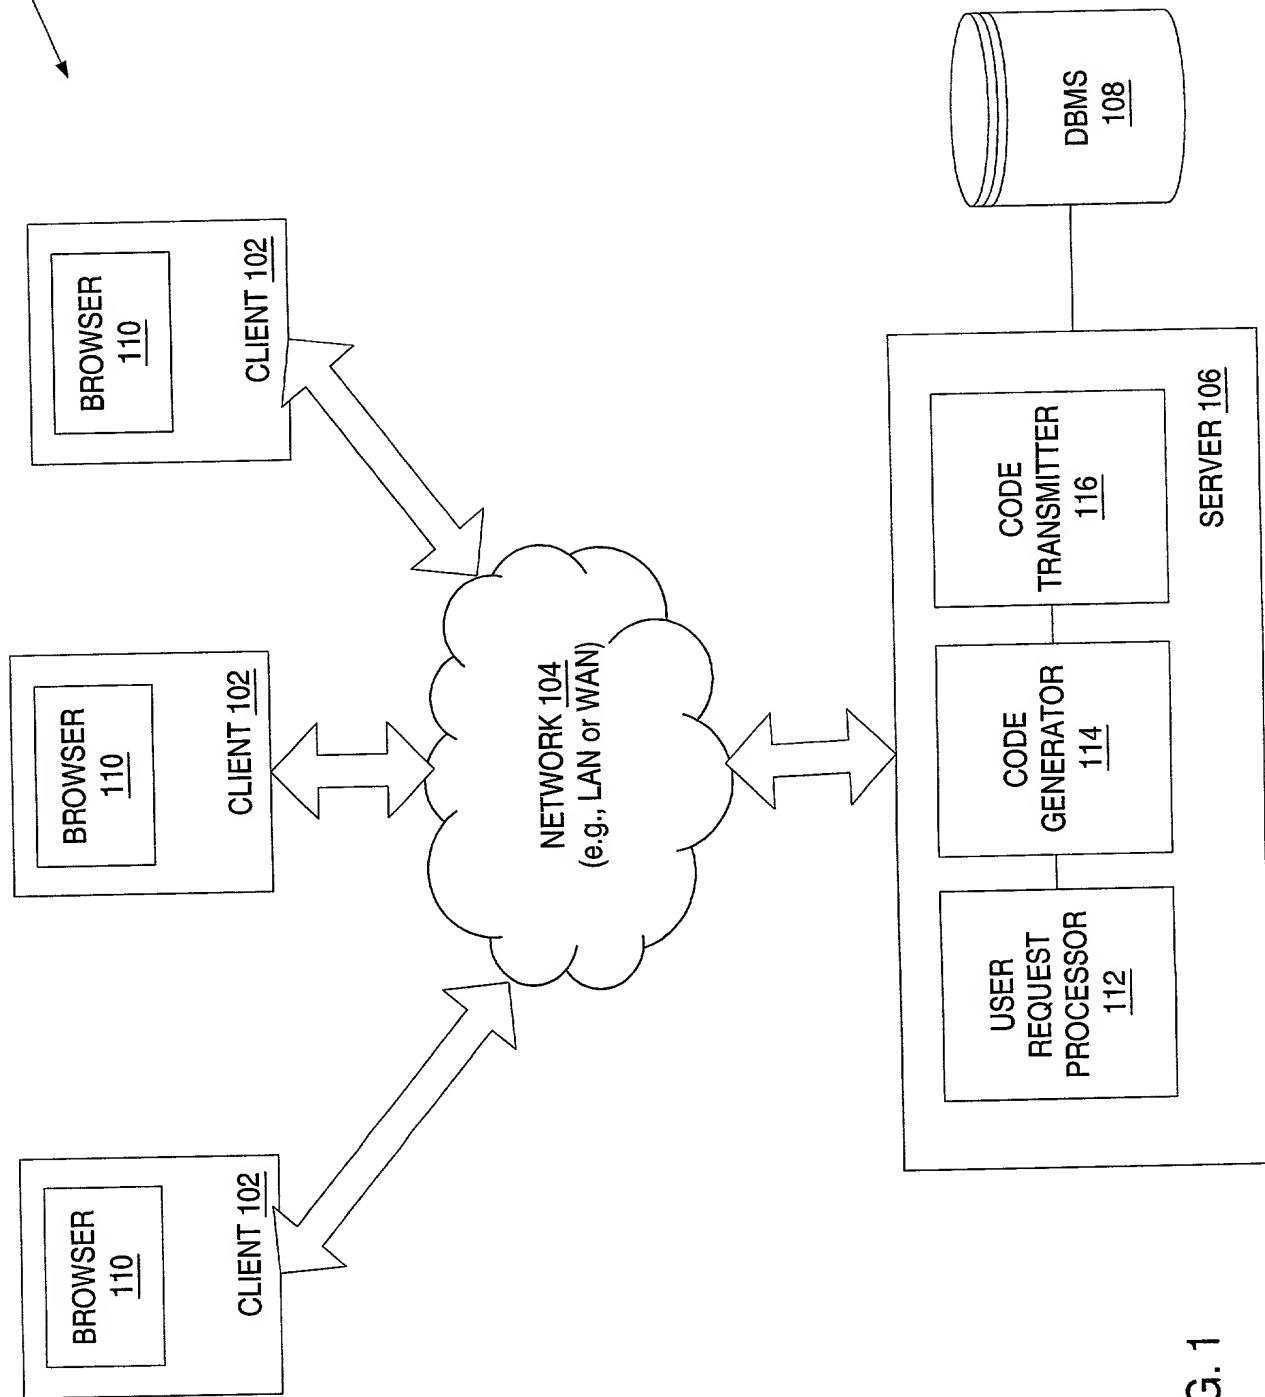 BROWSER
110
CLIENT 102
BROWSER
110
CLIENT 102
BROWSER
110
CLIENT 102
NETWORK 104
(e.g., LAN or WAN)
USER
REQUEST
PROCESSOR
112
CODE
GENERATOR
114
CODE
TRANSMITTER
116
SERVER 106
DBMS
108
G. 1